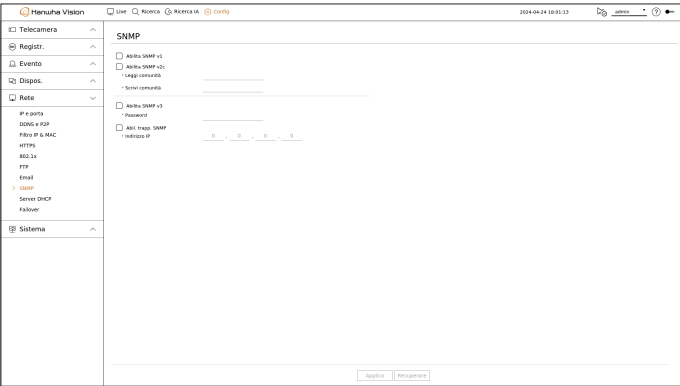 Hanwha Vision
Live Ricerca Ricerca IA Config
2024-04-24 18:01:13
admin
?
Telecamera
Registr.
Evento
Dispos.
Rete
IP e porta
DDNS e P2P
Filtro IP & MAC
HTTPS
802.1x
FTP
Email
SNMP
Server DHCP
Failover
Sistema
SNMP
Abilita SNMP v1
Abilita SNMP v2c
Leggi comunità
Scrivi comunità
Abilita SNMP v3
Password
Abil. trapp. SNMP
Indirizzo IP 0 . 0 . 0 . 0
Applica Recuperare